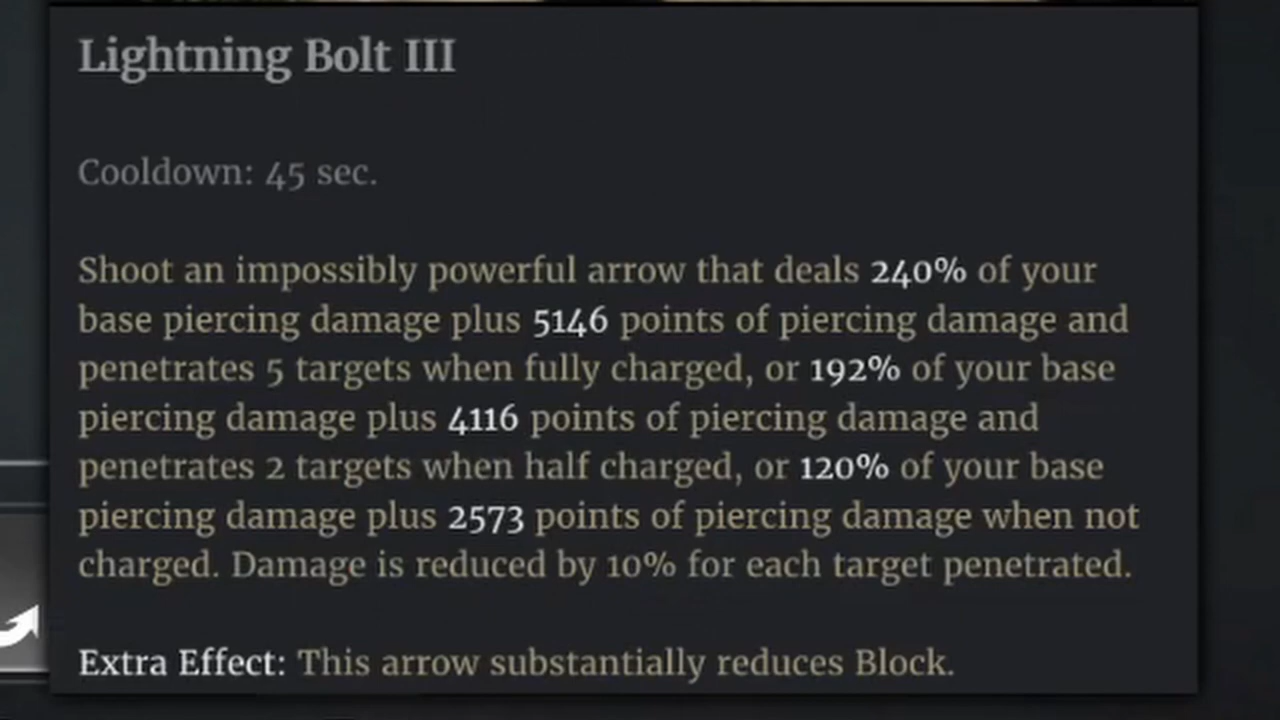 Lightning Bolt III
Cooldown: 45 sec.
Shoot an impossibly powerful arrow that deals 240% of your
base piercing damage plus 5146 points of piercing damage and
penetrates 5 targets when fully charged, or 192% of your base
piercing damage plus 4116 points of piercing damage and
penetrates 2 targets when half charged, or 120% of your base
piercing damage plus 2573 points of piercing damage when not
charged. Damage is reduced by 10% for each target penetrated.
Extra Effect: This arrow substantially reduces Block.